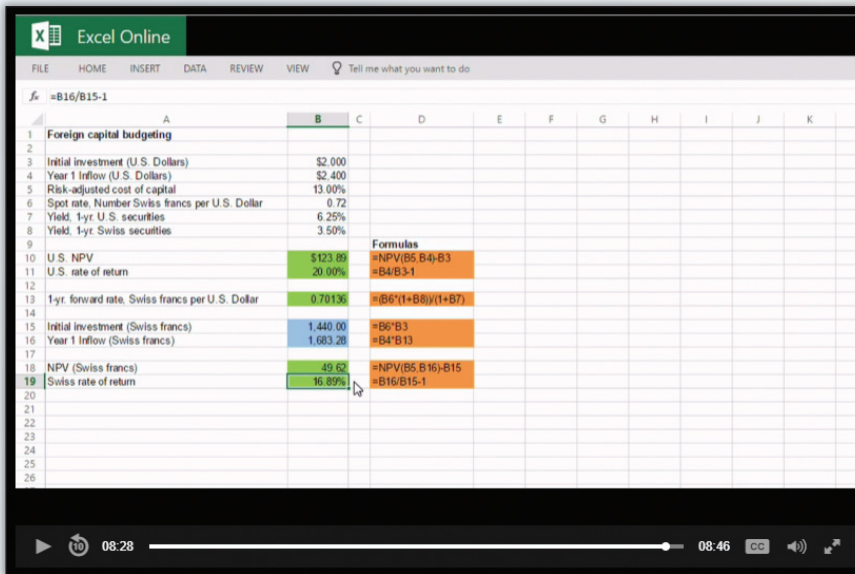 Excel Online
FILE HOME INSERT DATA REVIEW VIEW Tell me what you want to do
fx =B16/B15-1
A B C D E F G H I J K
1 Foreign capital budgeting
2
3 Initial investment (U.S. Dollars) $2,000
4 Year 1 Inflow (U.S. Dollars) $2,400
5 Risk-adjusted cost of capital 13.00%
6 Spot rate, Number Swiss francs per U.S. Dollar 0.72
7 Yield, 1-yr. U.S. securities 6.25%
8 Yield, 1-yr. Swiss securities 3.50%
9 Formulas
10 U.S. NPV $123.89 =NPV(B5,B4)-B3
11 U.S. rate of return 20.00% =B4/B3-1
12
13 1-yr. forward rate, Swiss francs per U.S. Dollar 0.70136 =(B6*(1+B8))/(1+B7)
14
15 Initial investment (Swiss francs) 1,440.00 =B6*B3
16 Year 1 Inflow (Swiss francs) 1,683.28 =B4*B13
17
18 NPV (Swiss francs) 49.62 =NPV(B5,B16)-B15
19 Swiss rate of return 16.89% =B16/B15-1
20
21
22
23
24
25
26
10 08:28 08:46 CC